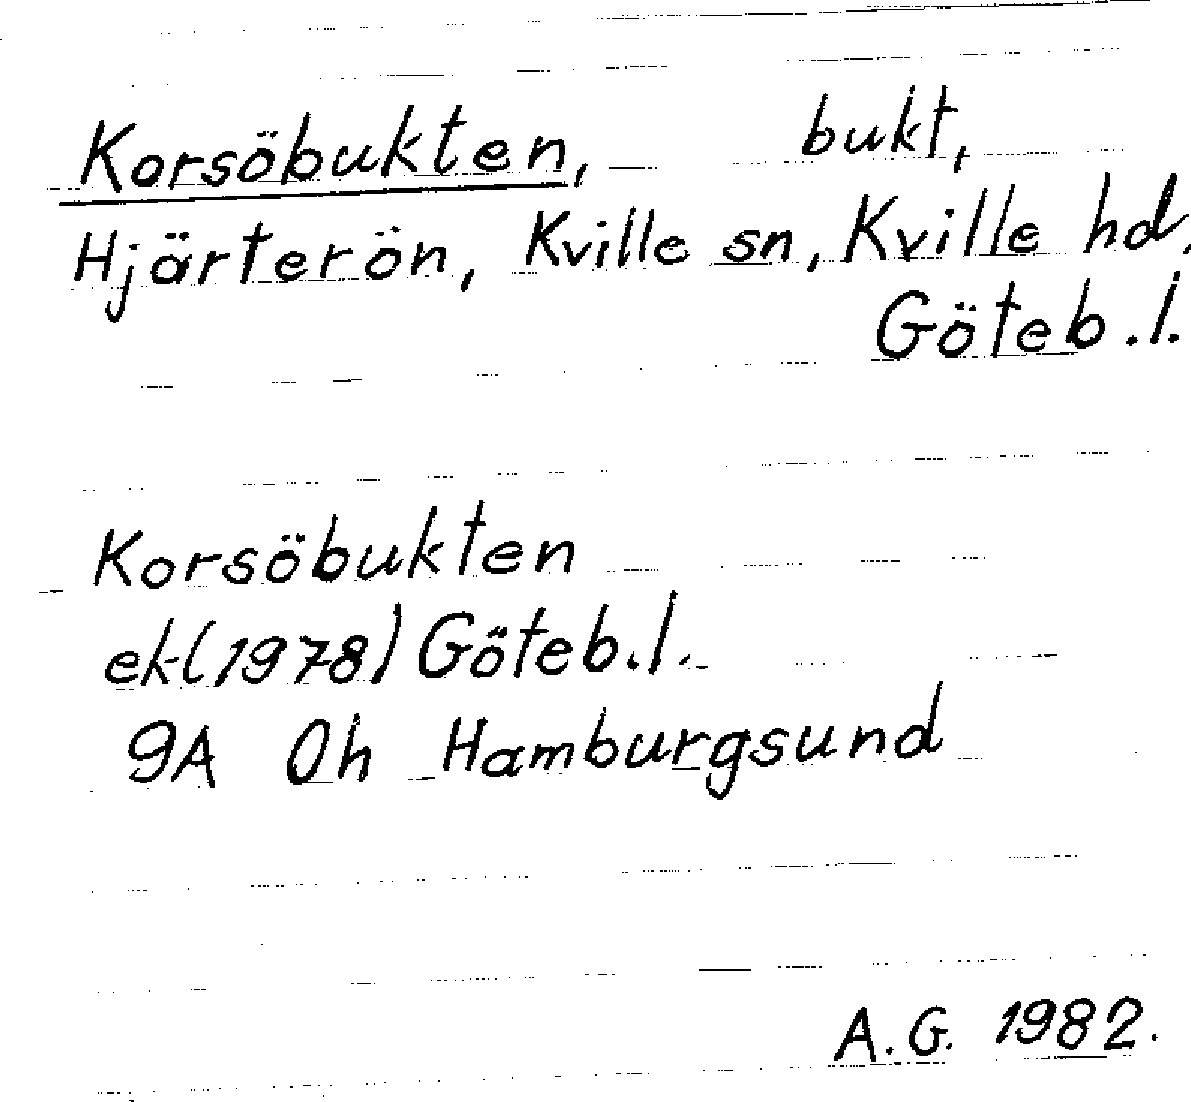 Korsöbukten, bukt,
Hjärterön, Kville sn, Kville hd.
Göteb.l.
Korsöbukten
ek (1978) Göteb.l.
9A 0h Hamburgsund
A.G. 1982.